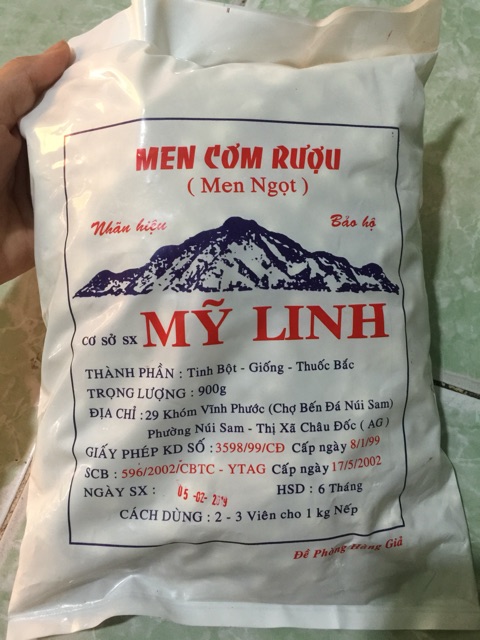 MEN CƠM RƯỢU
( Men Ngọt )
Nhãn hiệu Bảo hộ
CƠ SỞ SX MỸ LINH
THÀNH PHẦN : Tinh Bột - Giống - Thuốc Bắc
TRỌNG LƯỢNG : 900g
ĐỊA CHỈ : 29 Khóm Vĩnh Phước (Chợ Bến Đá Núi Sam)
Phường Núi Sam - Thị Xã Châu Đốc ( AG )
GIẤY PHÉP KD SỐ : 3598/99/CĐ Cấp ngày 8/1/99
SCB : 596/2002/CBTC - YTAG Cấp ngày 17/5/2002
NGÀY SX : 05 -02- HSD : 6 Tháng
CÁCH DÙNG : 2 - 3 Viên cho 1 kg Nếp
Đề Phòng Hàng Giả